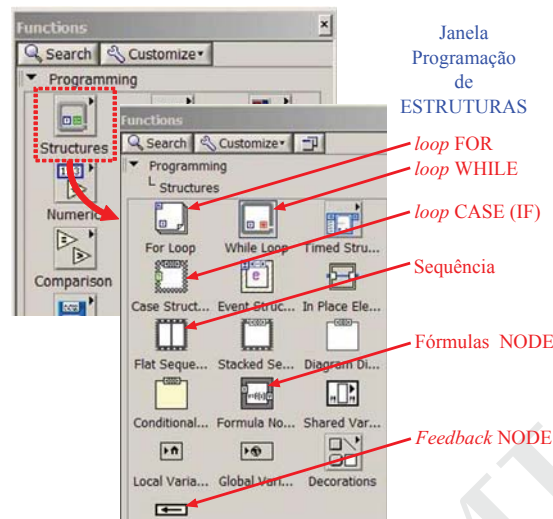 Functions
Search Customize
Programming
Structures
Numeric
Comparison
Functions
Search Customize
Programming
Structures
For Loop While Loop Timed Stru...
Case Struct... Event Struc... In Place Ele...
Flat Seque... Stacked Se... Diagram Di...
Conditional... Formula No... Shared Var...
Local Varia... Global Vari... Decorations
Janela
Programação
de
ESTRUTURAS
loop FOR
loop WHILE
loop CASE (IF)
Sequência
Fórmulas NODE
Feedback NODE